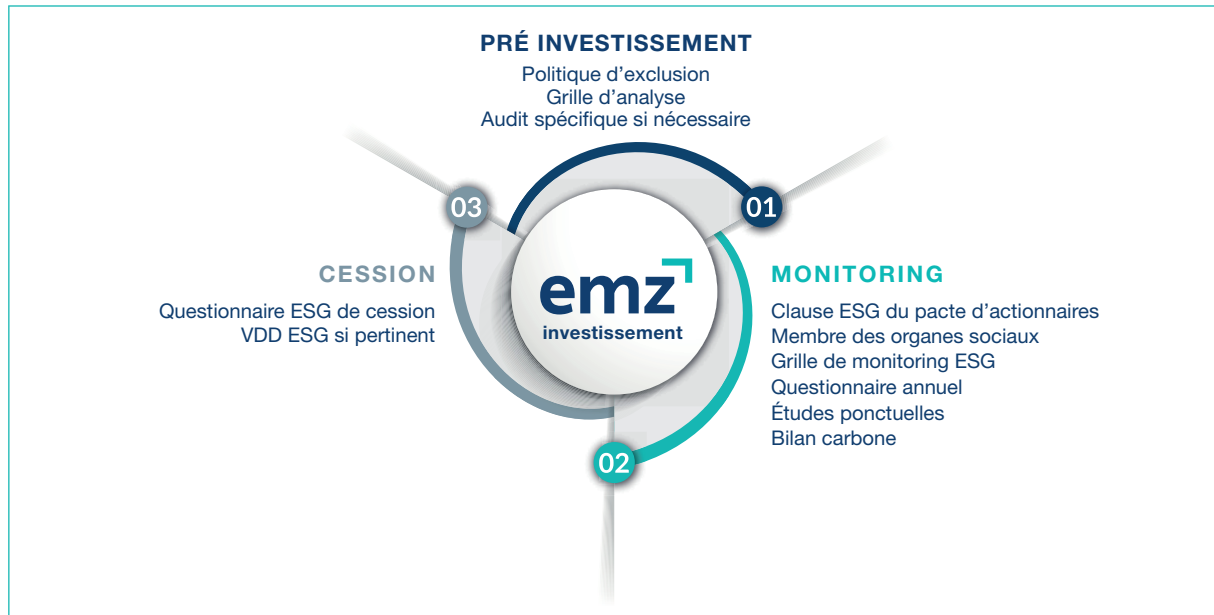 PRÉ INVESTISSEMENT
Politique d’exclusion
Grille d’analyse
Audit spécifique si nécessaire
01
MONITORING
Clause ESG du pacte d’actionnaires
Membre des organes sociaux
Grille de monitoring ESG
Questionnaire annuel
Études ponctuelles
Bilan carbone
02
03
CESSION
Questionnaire ESG de cession
VDD ESG si pertinent
emz
investissement